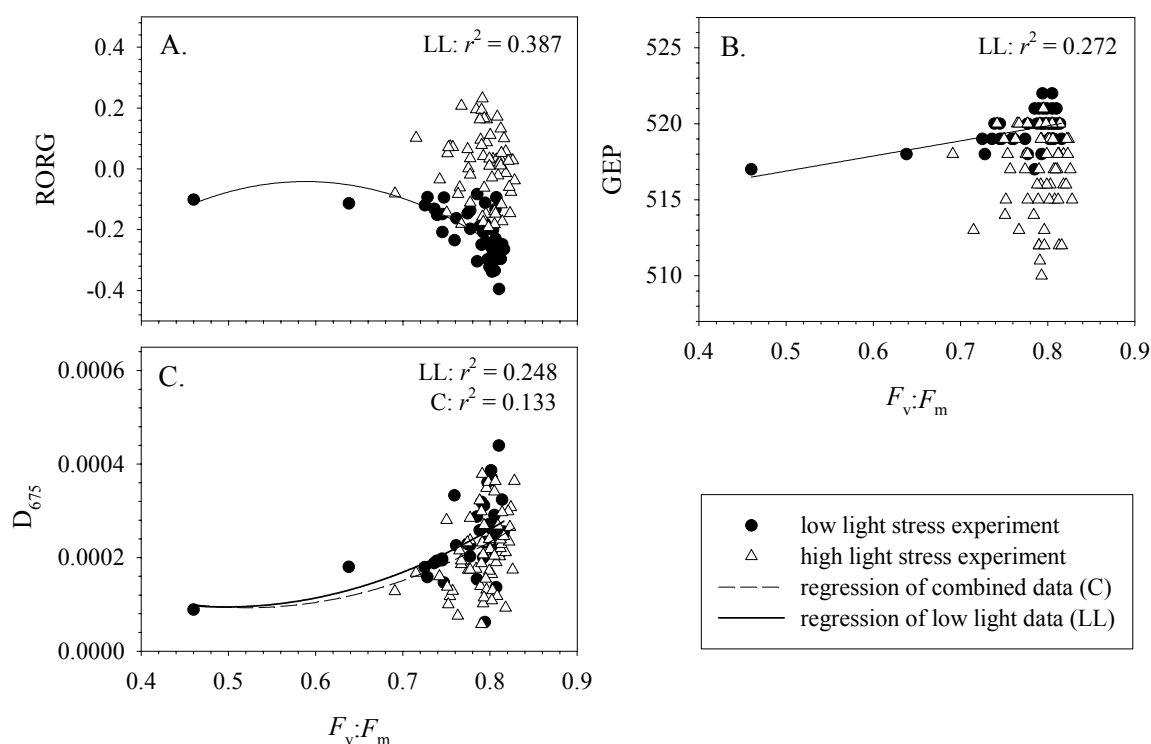 A.
LL: r² = 0.387
RORG
0.4
0.2
0.0
-0.2
-0.4
B.
LL: r² = 0.272
GEP
525
520
515
510
0.4 0.5 0.6 0.7 0.8 0.9
Fᵥ:Fₘ
C.
LL: r² = 0.248
C: r² = 0.133
D₆₇₅
0.0006
0.0004
0.0002
0.0000
0.4 0.5 0.6 0.7 0.8 0.9
Fᵥ:Fₘ
low light stress experiment
high light stress experiment
regression of combined data (C)
regression of low light data (LL)